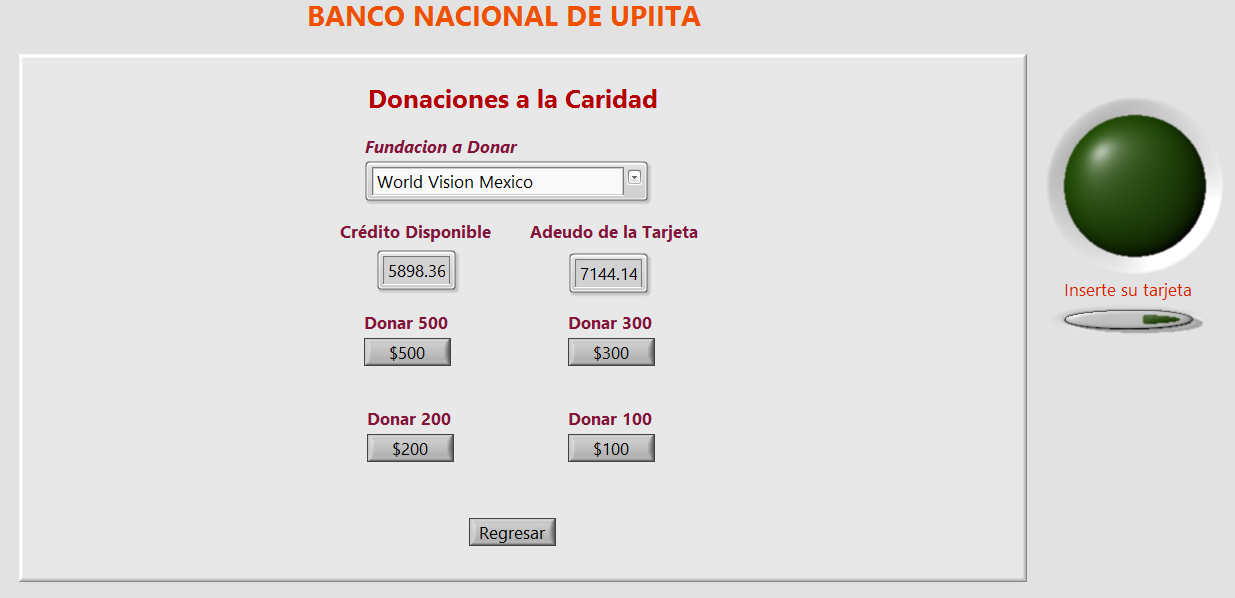 BANCO NACIONAL DE UPIITA
Donaciones a la Caridad
Fundacion a Donar
World Vision Mexico
Crédito Disponible
Adeudo de la Tarjeta
5898.36
7144.14
Donar 500
Donar 300
$500
$300
Donar 200
Donar 100
$200
$100
Regresar
Inserte su tarjeta